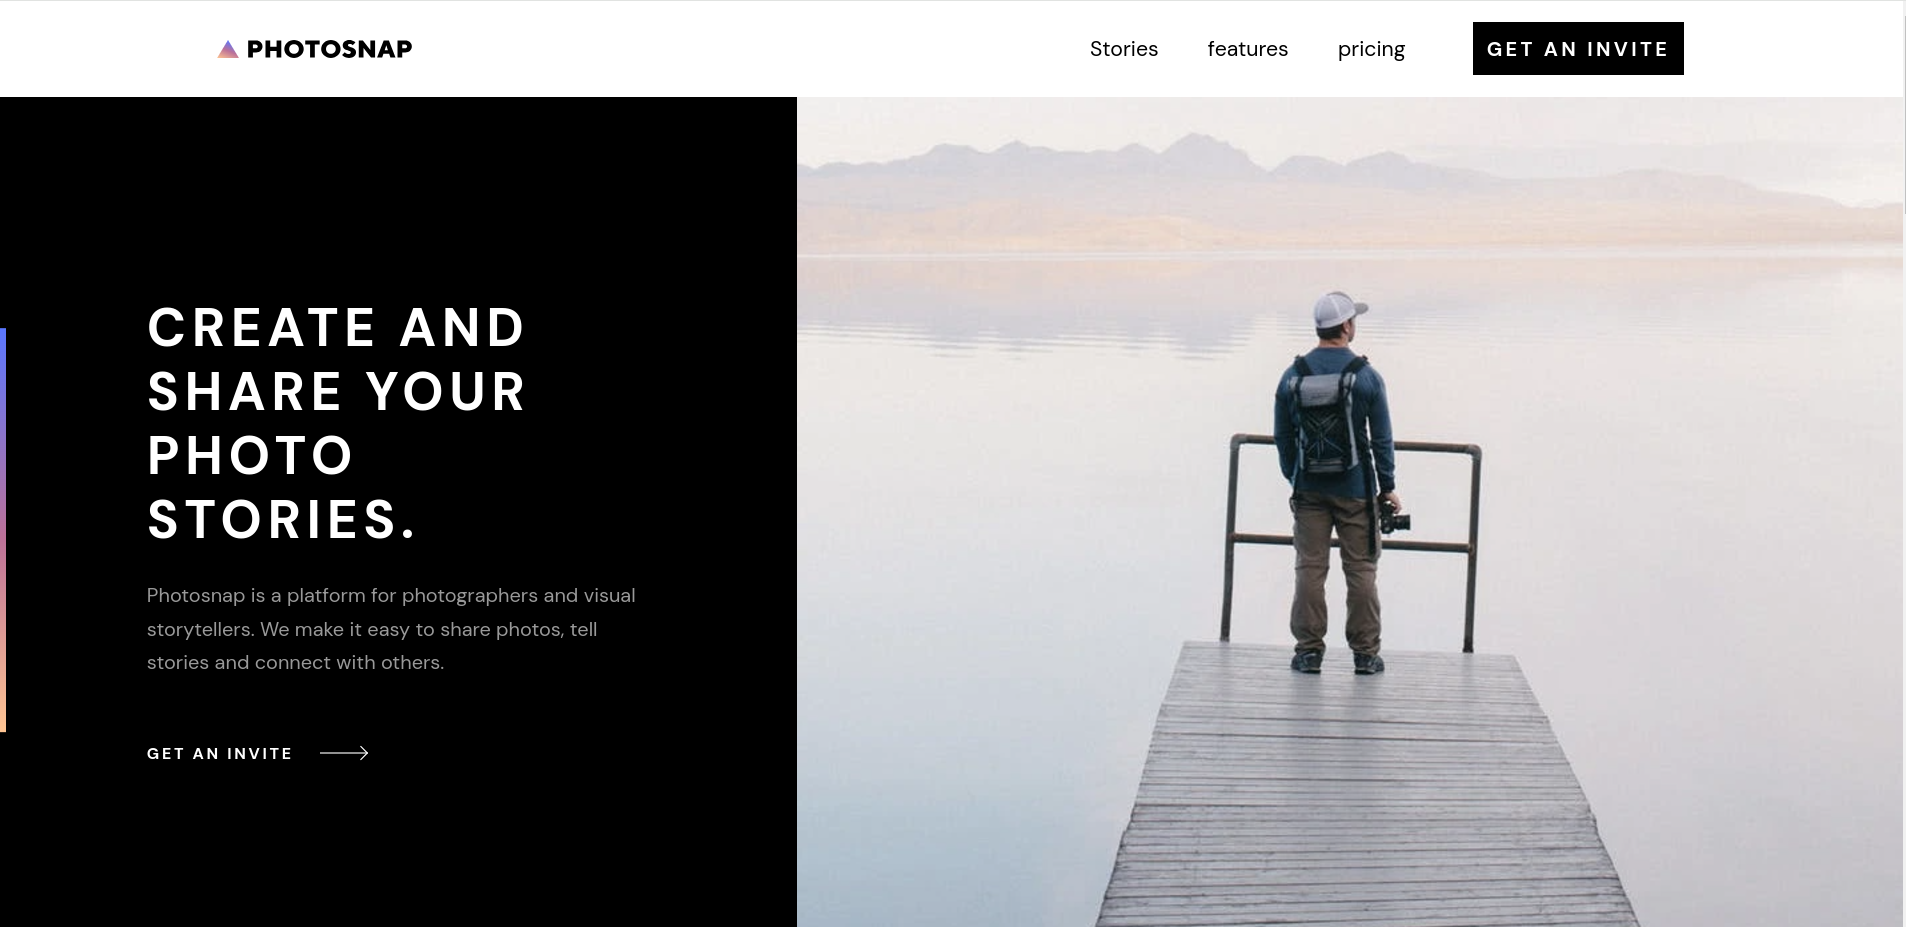 PHOTOSNAP
Stories features pricing GET AN INVITE
CREATE AND
SHARE YOUR
PHOTO
STORIES.
Photosnap is a platform for photographers and visual
storytellers. We make it easy to share photos, tell
stories and connect with others.
GET AN INVITE